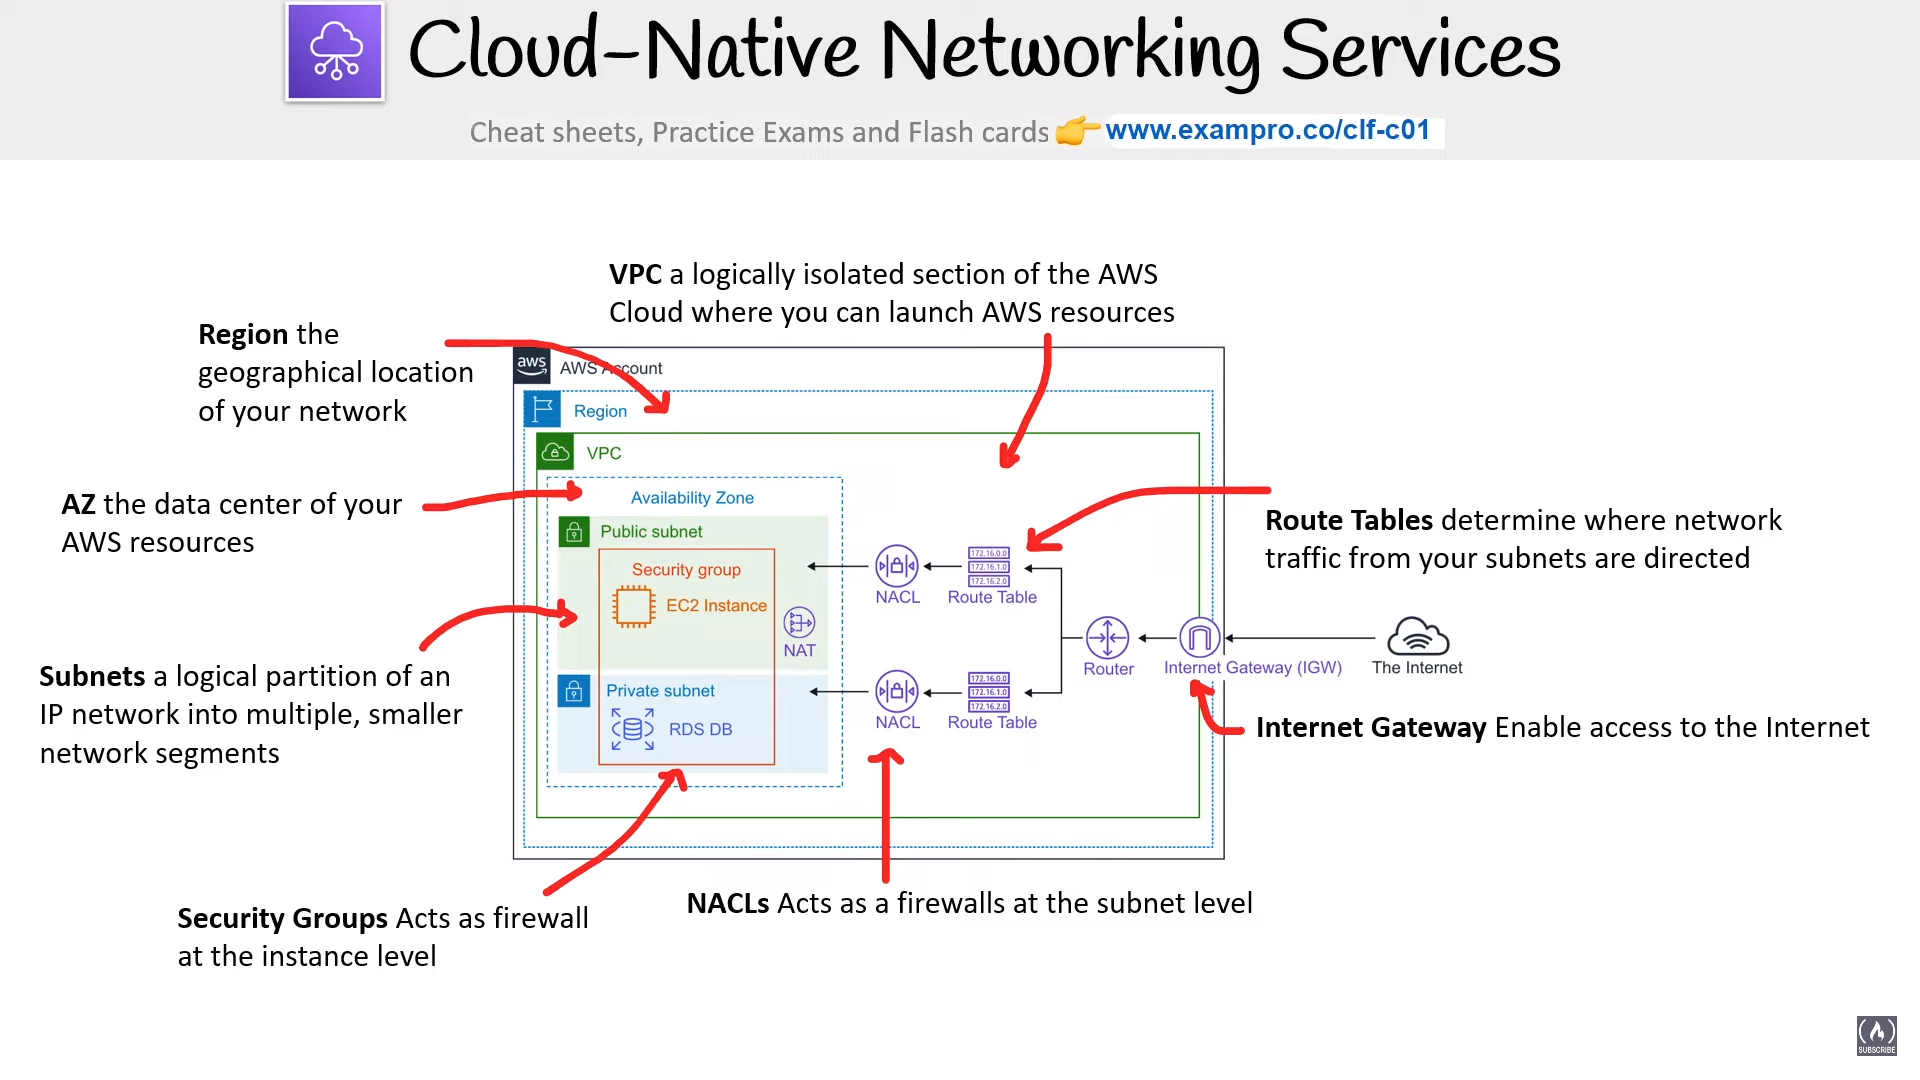 Cloud-Native Networking Services
Cheat sheets, Practice Exams and Flash cards www.exampro.co/clf-c01
VPC a logically isolated section of the AWS
Cloud where you can launch AWS resources
Region the
geographical location
of your network
AZ the data center of your
AWS resources
Subnets a logical partition of an
IP network into multiple, smaller
network segments
Security Groups Acts as firewall
at the instance level
NACLs Acts as a firewalls at the subnet level
Route Tables determine where network
traffic from your subnets are directed
Internet Gateway Enable access to the Internet
aws
AWS Account
Region
VPC
Availability Zone
Public subnet
Security group
EC2 Instance
NAT
Private subnet
RDS DB
NACL
172.16.0.0
172.16.1.0
172.16.2.0
Route Table
NACL
172.16.0.0
172.16.1.0
172.16.2.0
Route Table
Router
Internet Gateway (IGW)
The Internet
SUBSCRIBE